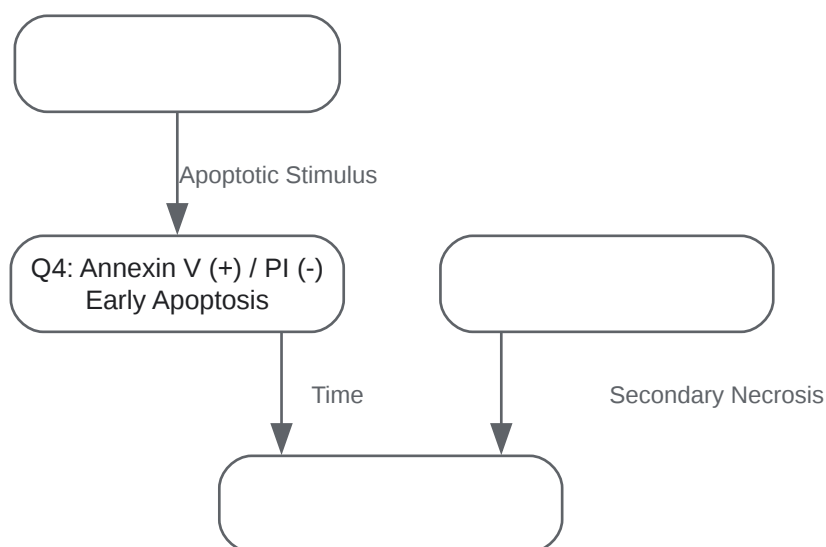 Apoptotic Stimulus
Q4: Annexin V (+) / PI (-)
Early Apoptosis
Time
Secondary Necrosis